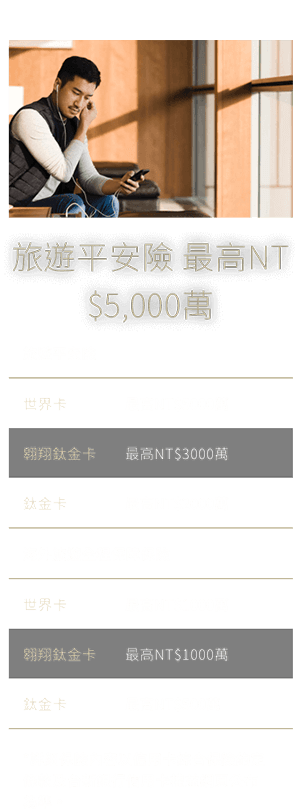 旅遊平安險 最高NT
$5,000萬
世界卡
翱翔鈦金卡 最高NT$3000萬
鈦金卡
世界卡
翱翔鈦金卡 最高NT$1000萬
鈦金卡